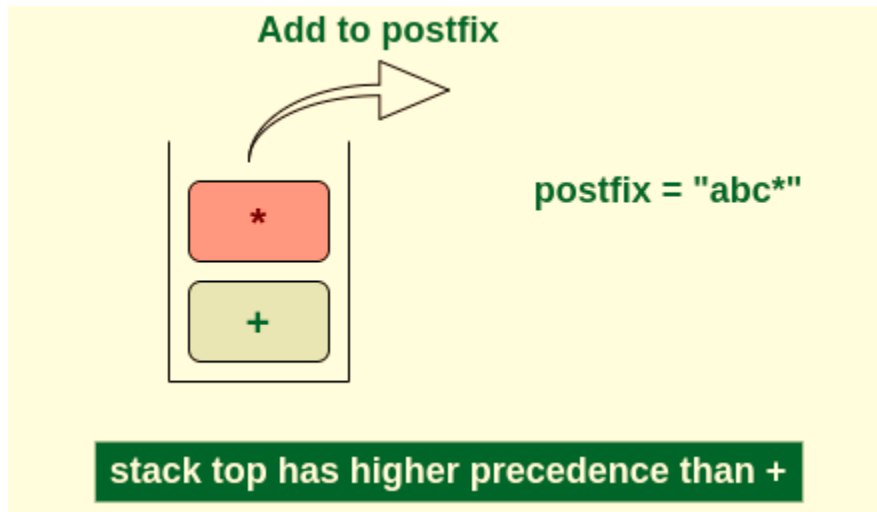 Add to postfix
*
postfix = "abc*"
+
stack top has higher precedence than +